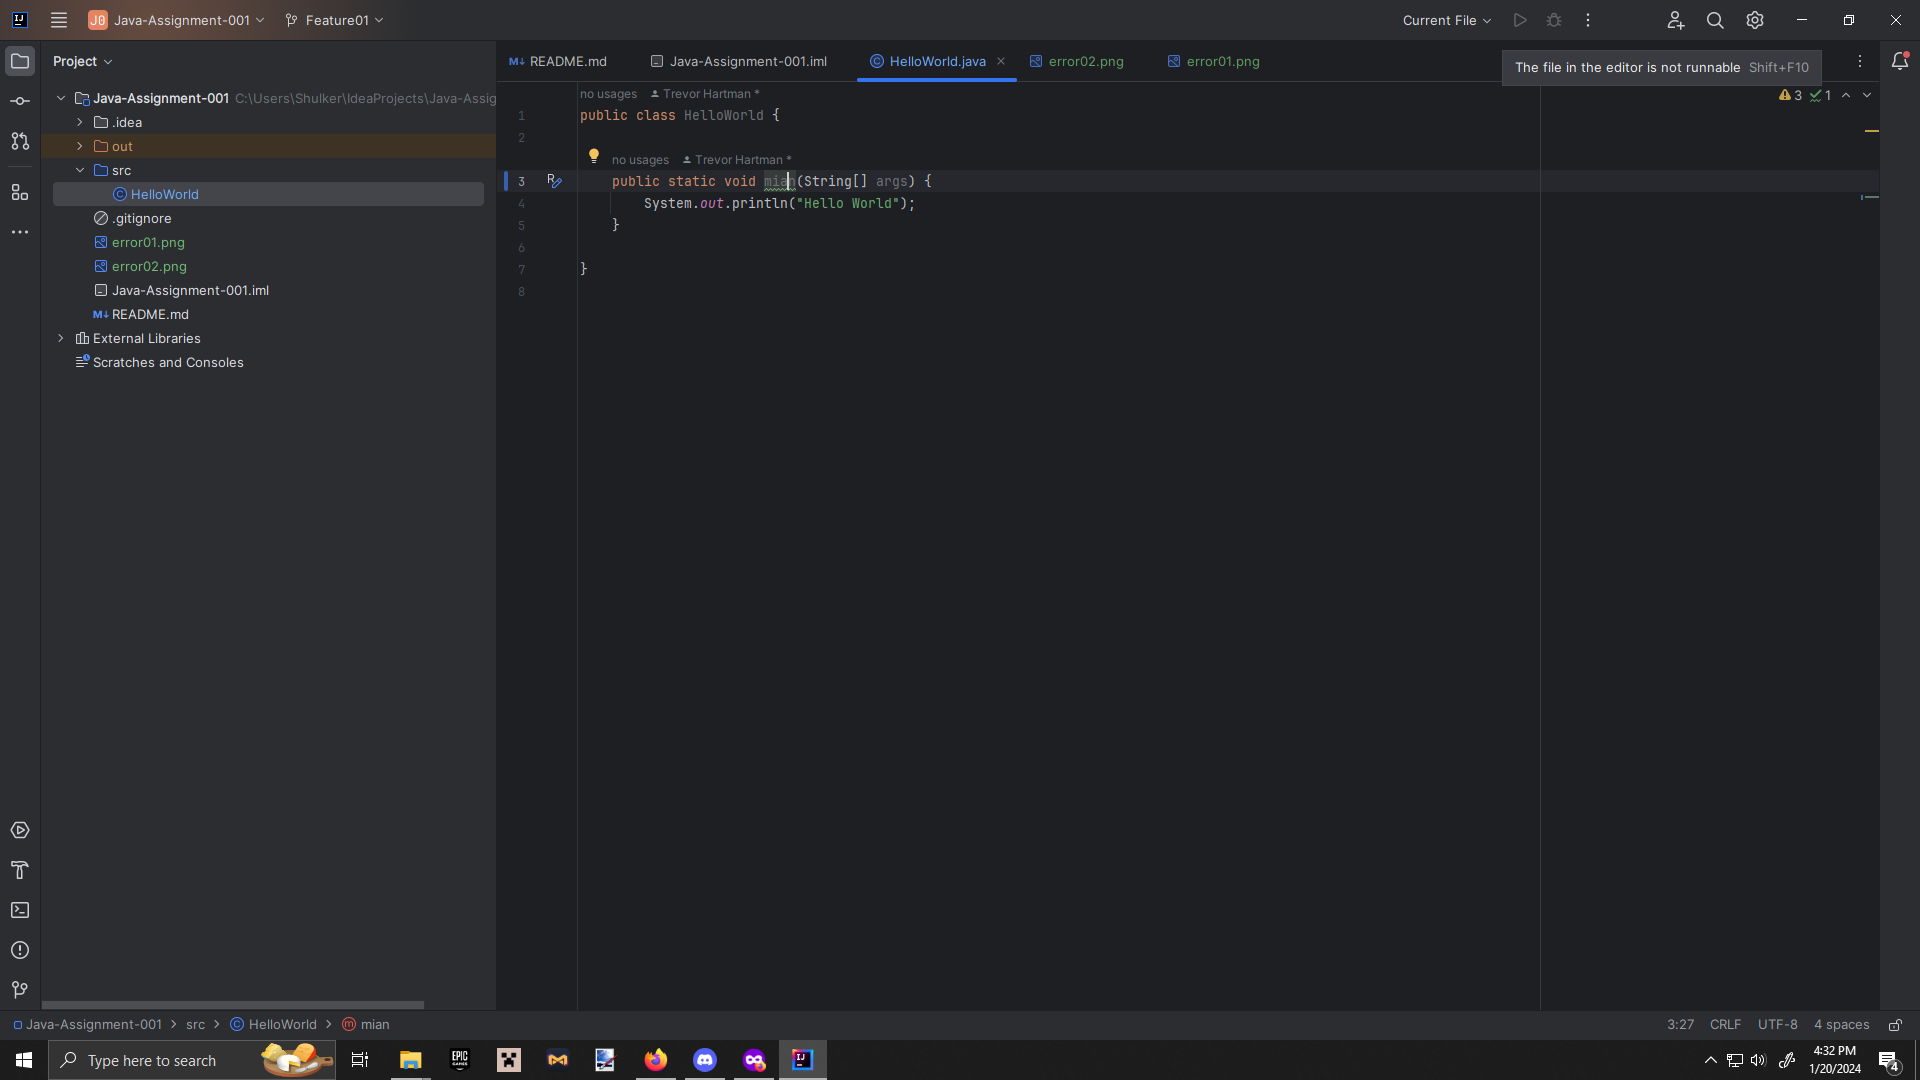 Java-Assignment-001 Feature01 Current File
Project
README.md Java-Assignment-001.iml HelloWorld.java error02.png error01.png
The file in the editor is not runnable Shift+F10
Java-Assignment-001 C:\Users\Shulker\IdeaProjects\Java-Assig
.idea
out
src
HelloWorld
.gitignore
error01.png
error02.png
Java-Assignment-001.iml
README.md
External Libraries
Scratches and Consoles
no usages Trevor Hartman *
3 1
1 public class HelloWorld {
2
no usages Trevor Hartman *
3 public static void mian(String[] args) {
4 System.out.println("Hello World");
5 }
6
7 }
8
Java-Assignment-001 > src > HelloWorld > mian
3:27 CRLF UTF-8 4 spaces
Type here to search
EPIC GAMES
4:32 PM
1/20/2024
4